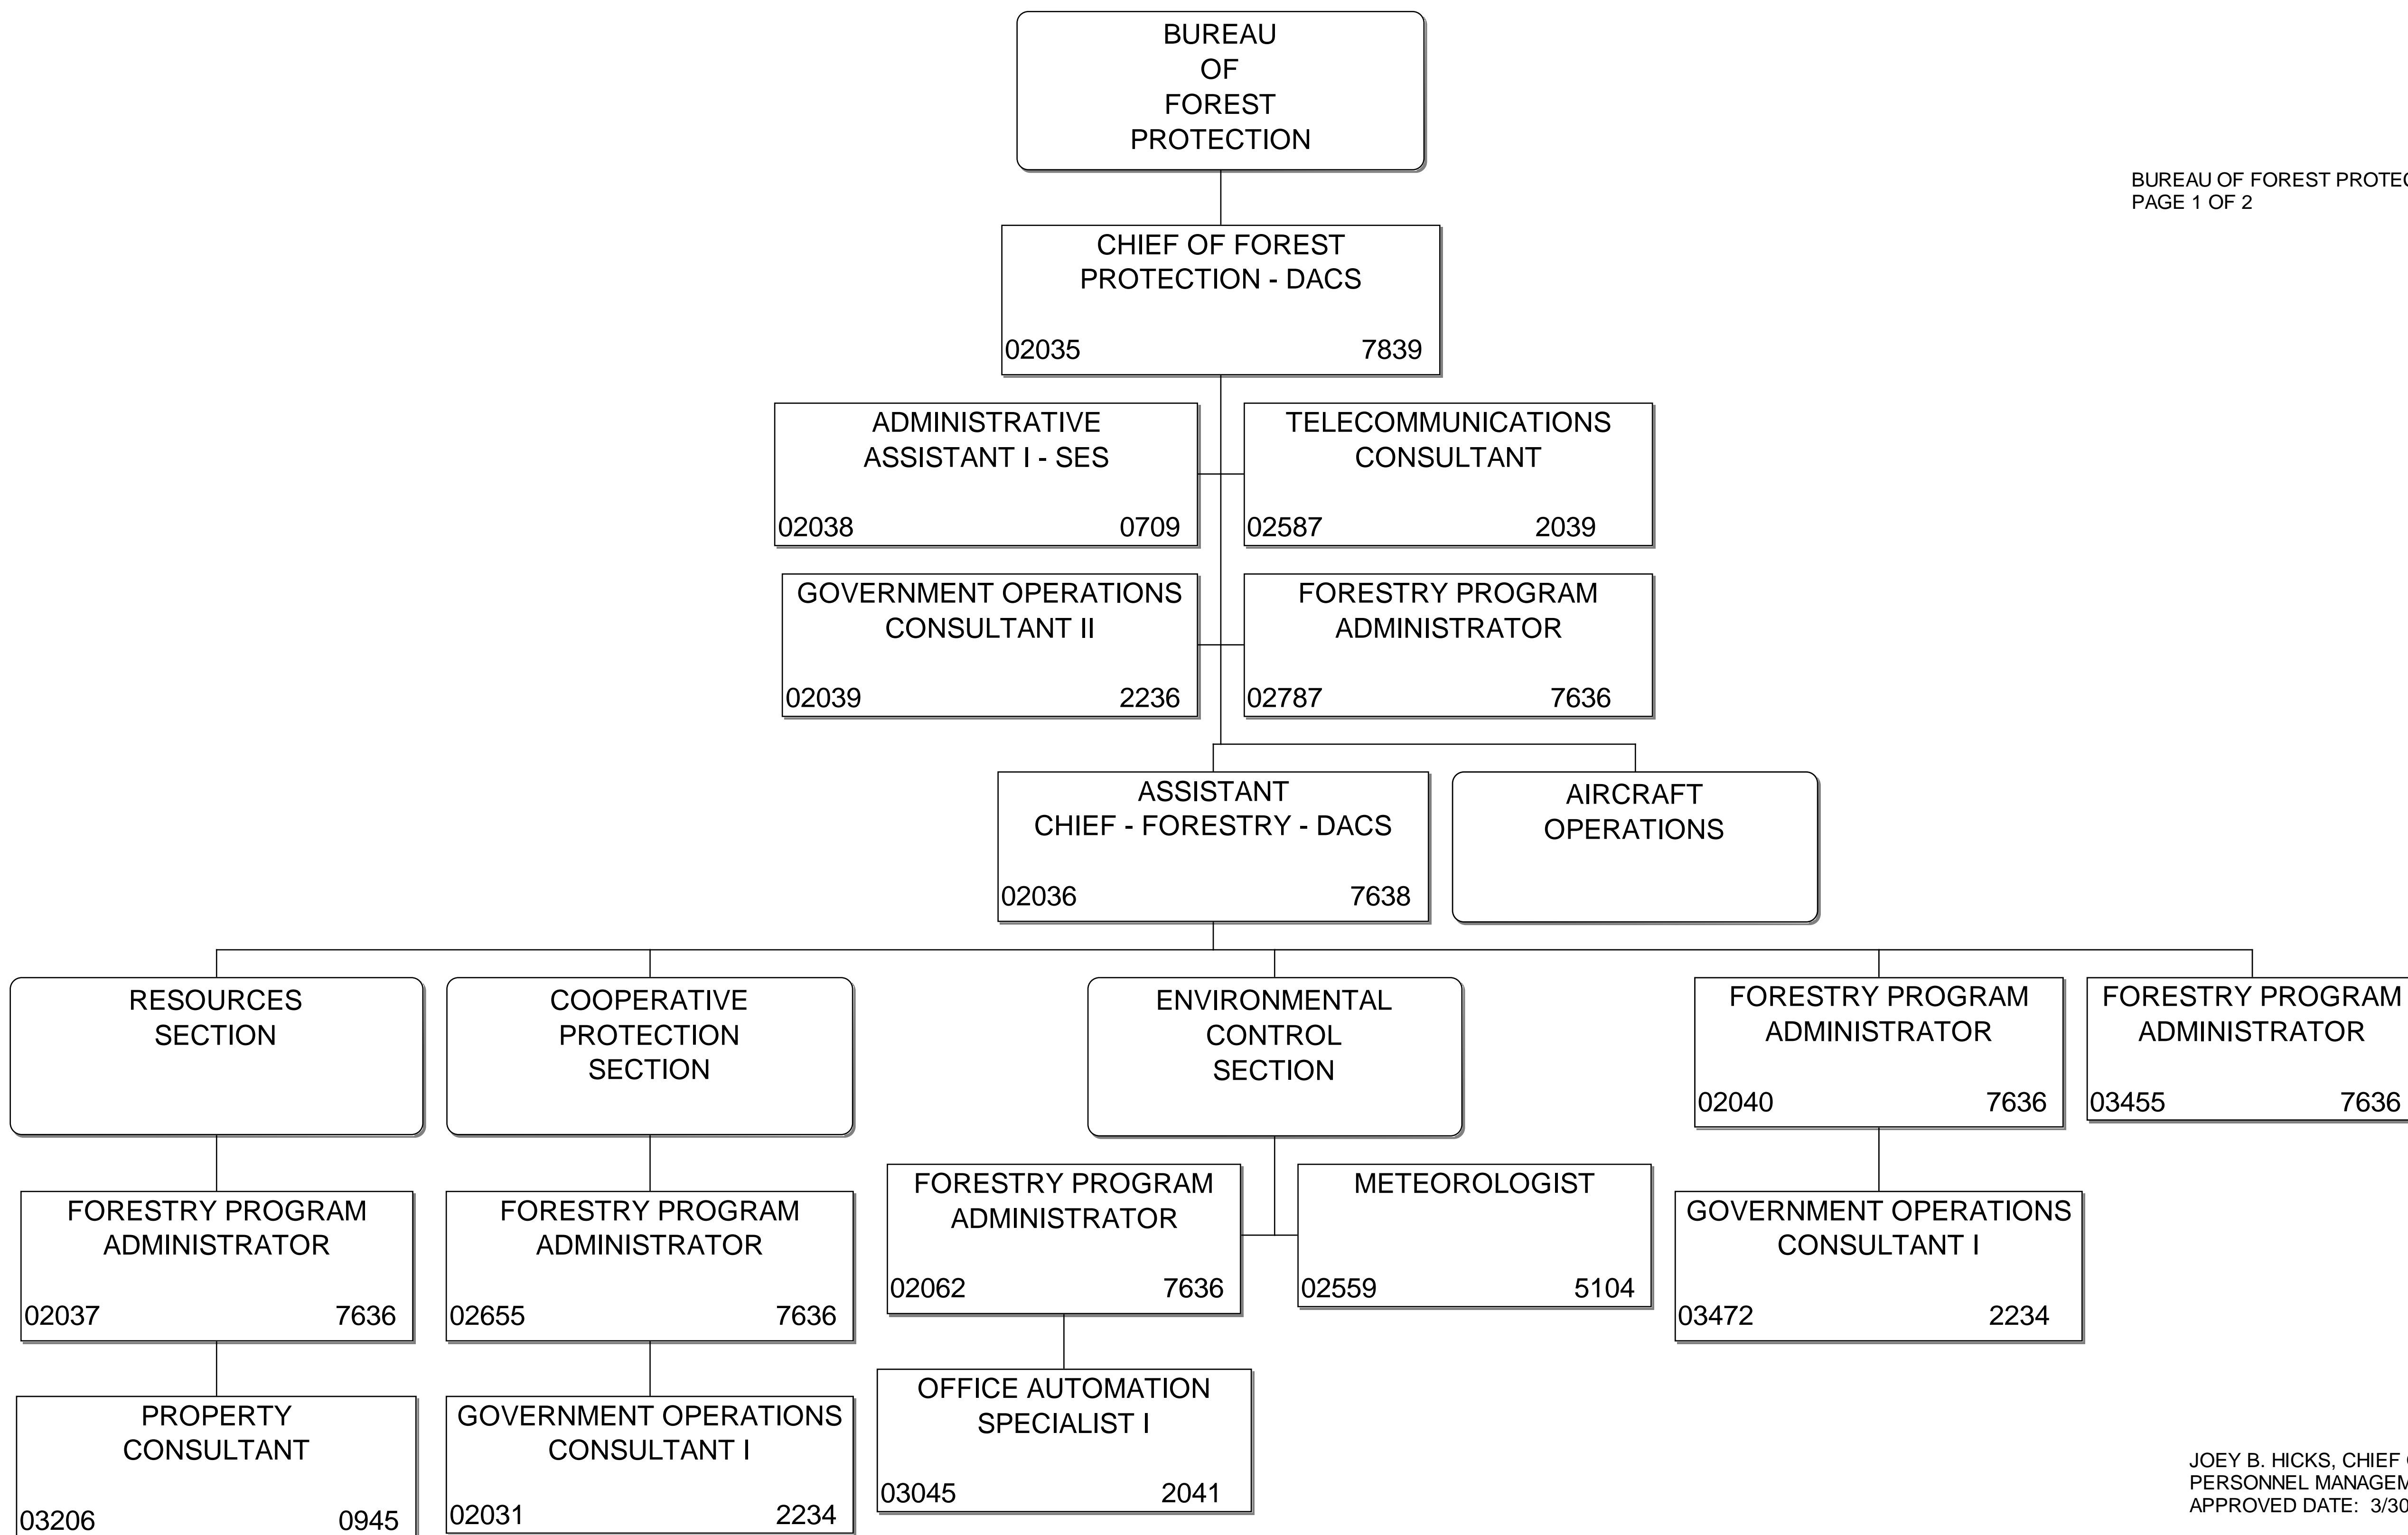 BUREAU
OF
FOREST
PROTECTION
BUREAU OF FOREST
PAGE 1 OF 2
CHIEF OF FOREST
PROTECTION - DACS
02035 7839
ADMINISTRATIVE
ASSISTANT I - SES
02038 0709
TELECOMMUNICATIONS
CONSULTANT
02587 2039
GOVERNMENT OPERATIONS
CONSULTANT II
02039 2236
FORESTRY PROGRAM
ADMINISTRATOR
02787 7636
ASSISTANT
CHIEF - FORESTRY - DACS
02036 7638
AIRCRAFT
OPERATIONS
RESOURCES
SECTION
COOPERATIVE
PROTECTION
SECTION
ENVIRONMENTAL
CONTROL
SECTION
FORESTRY PROGRAM
ADMINISTRATOR
02040 7636
FORESTRY PROGRAM
ADMINISTRATOR
03455 7636
FORESTRY PROGRAM
ADMINISTRATOR
02037 7636
FORESTRY PROGRAM
ADMINISTRATOR
02655 7636
FORESTRY PROGRAM
ADMINISTRATOR
02062 7636
METEOROLOGIST
02559 5104
GOVERNMENT OPERATIONS
CONSULTANT I
03472 2234
PROPERTY
CONSULTANT
03206 0945
GOVERNMENT OPERATIONS
CONSULTANT I
02031 2234
OFFICE AUTOMATION
SPECIALIST I
03045 2041
JOEY B. HICKS, CHIEF
PERSONNEL
APPROVED DATE: 3/30